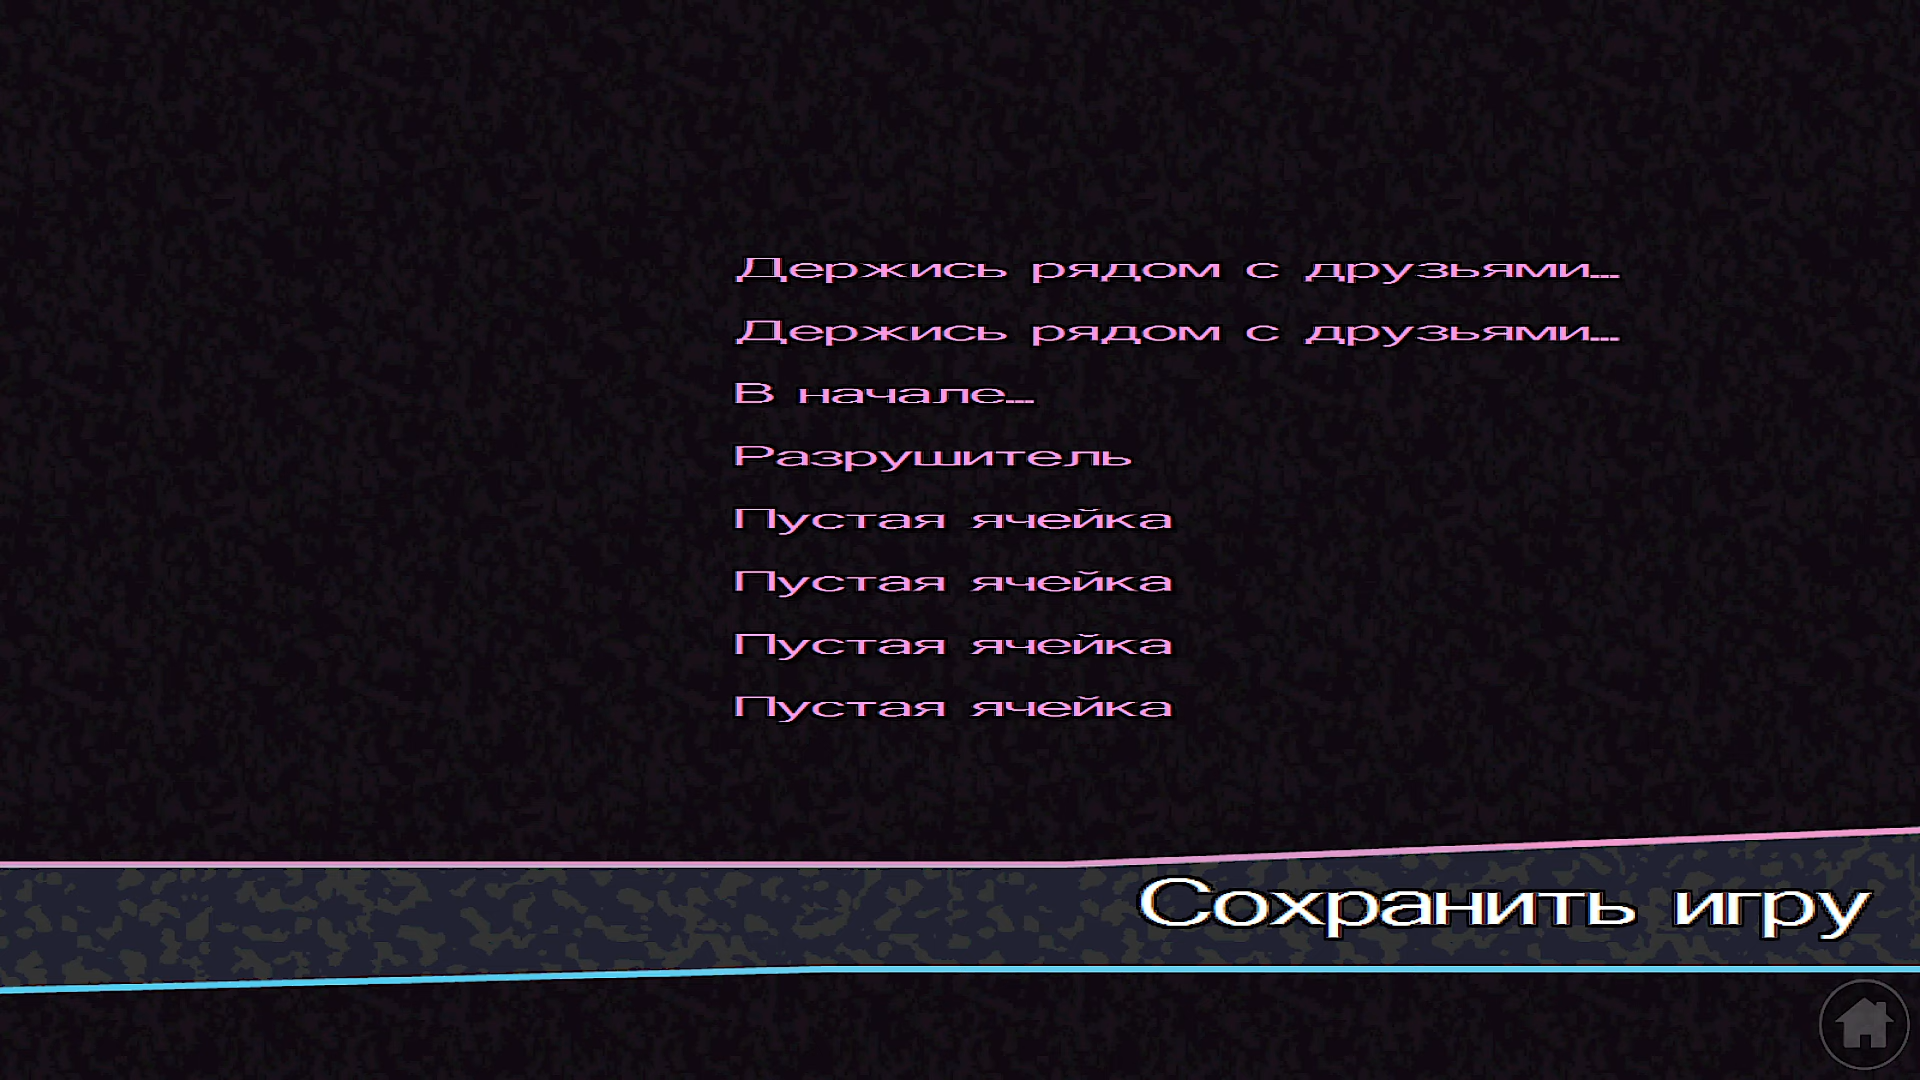 Держись рядом с друзьями...
Держись рядом с друзьями...
В начале...
Разрушитель
Пустая ячейка
Пустая ячейка
Пустая ячейка
Пустая ячейка
Сохранить игру